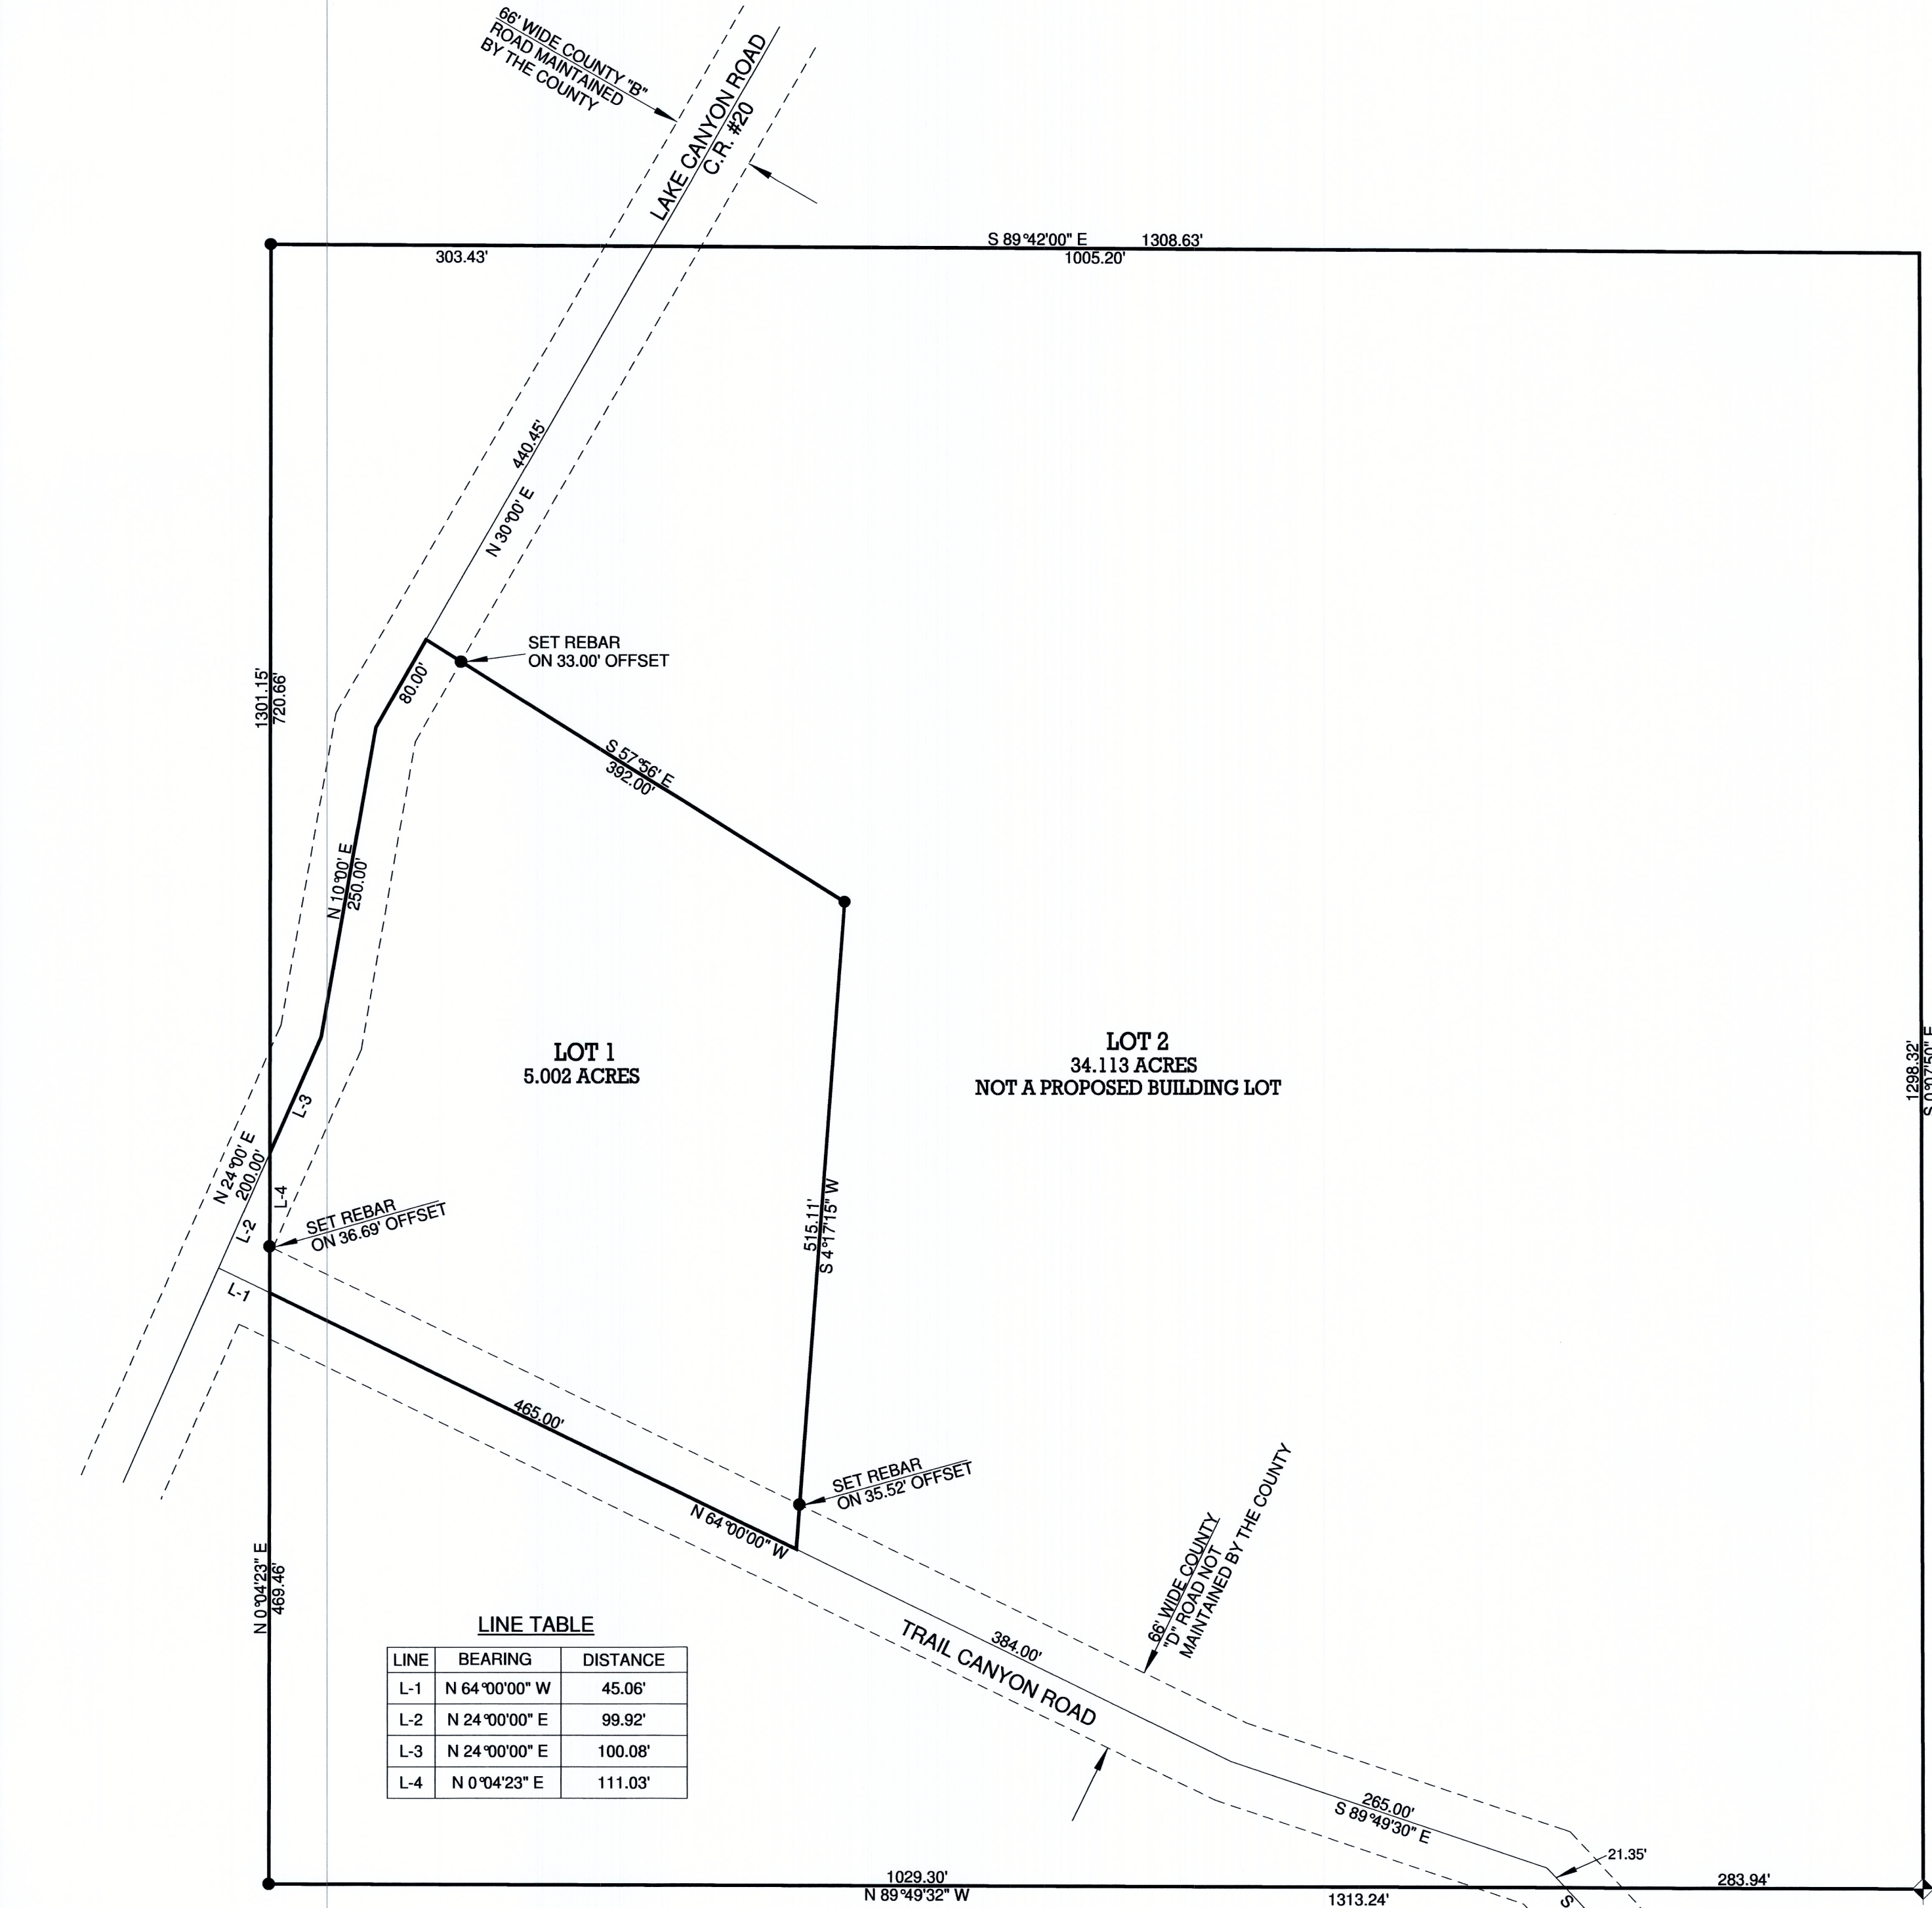 66' WIDE COUNTY "B"
ROAD MAINTAINED
BY THE COUNTY
LAKE CANYON ROAD
C.R. #20
S 89°42'00" E 1308.63'
303.43'
1005.20'
440.45'
N 30°00' E
SET REBAR
ON 33.00' OFFSET
80.00'
1301.15'
720.66'
S 57°56' E
392.00'
N 10°00' E
250.00'
LOT 1
5.002 ACRES
LOT 2
34.113 ACRES
NOT A PROPOSED BUILDING LOT
1298.32'
S 0°07'50" E
L-3
N 24°00' E
200.00'
L-4
L-2
SET REBAR
ON 36.69' OFFSET
515.11'
S 4°17'15" W
L-1
465.00'
N 64°00'00" W
SET REBAR
ON 35.52' OFFSET
66' WIDE COUNTY
"D" ROAD NOT
MAINTAINED BY THE COUNTY
N 0°04'23" E
469.46'
LINE TABLE
LINE BEARING DISTANCE
L-1 N 64°00'00" W 45.06'
L-2 N 24°00'00" E 99.92'
L-3 N 24°00'00" E 100.08'
L-4 N 0°04'23" E 111.03'
384.00'
TRAIL CANYON ROAD
265.00'
S 89°49'30" E
21.35'
1029.30'
N 89°49'32" W
1313.24'
283.94'
S